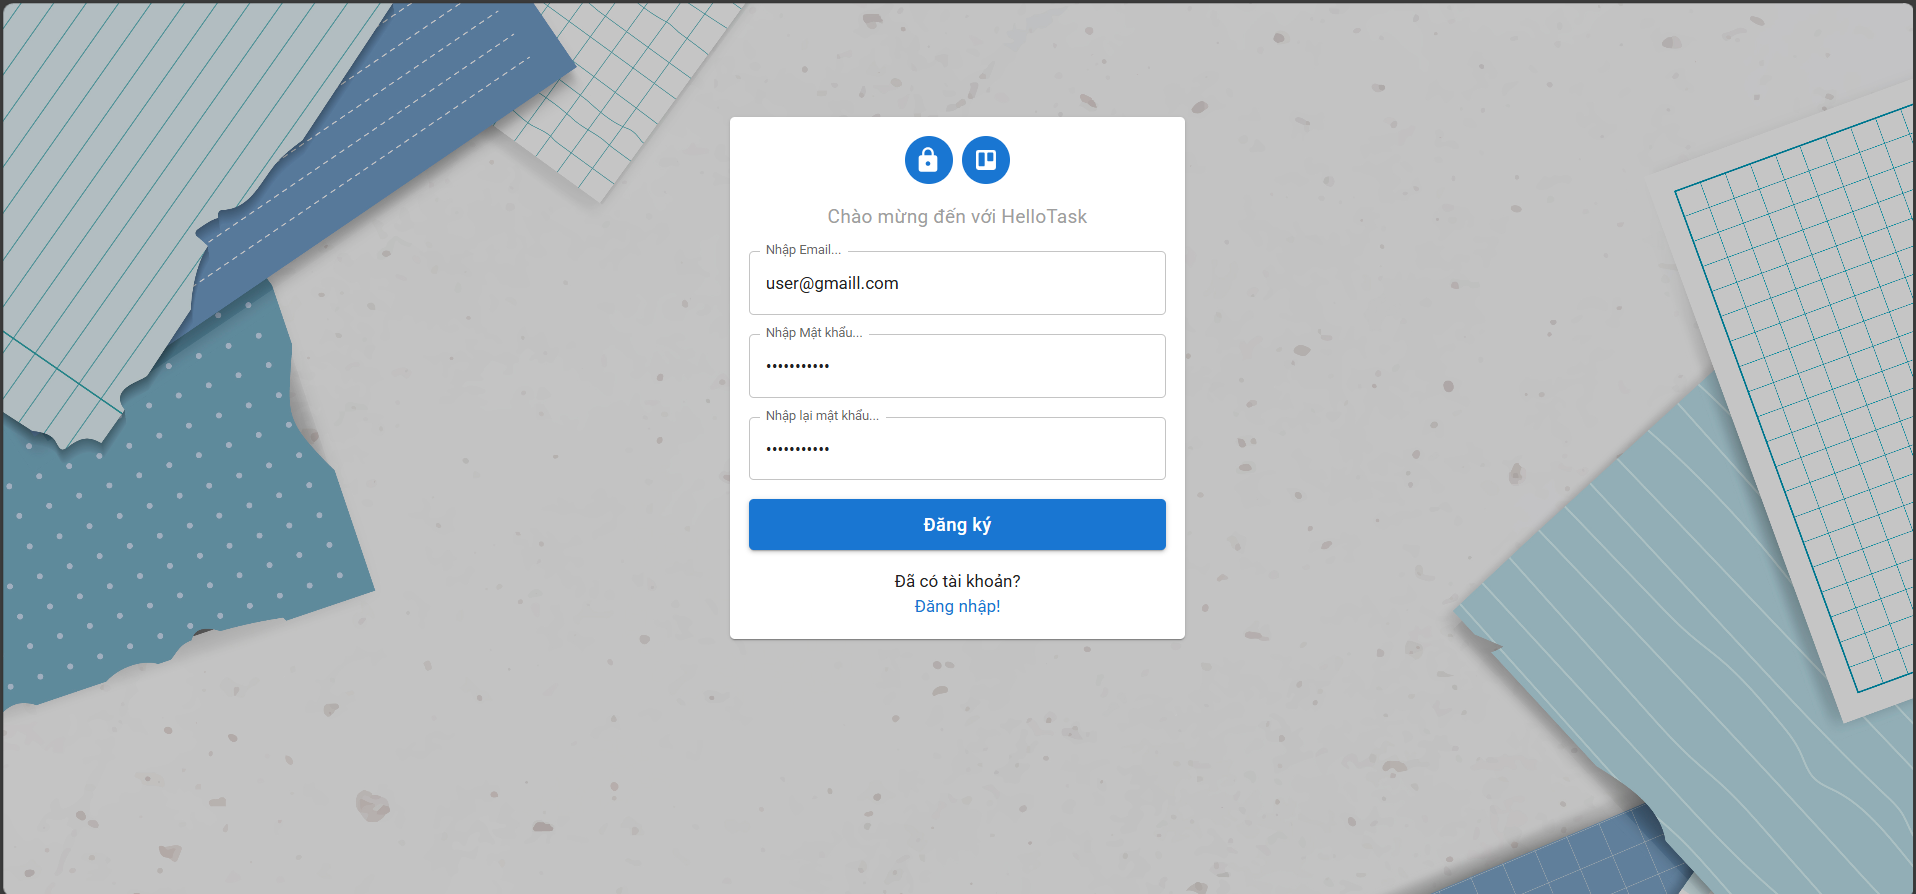 Chào mừng đến với HelloTask
Nhập Email...
user@gmaill.com
Nhập Mật khẩu...
•••••••••••
Nhập lại mật khẩu...
•••••••••••
Đăng ký
Đã có tài khoản?
Đăng nhập!